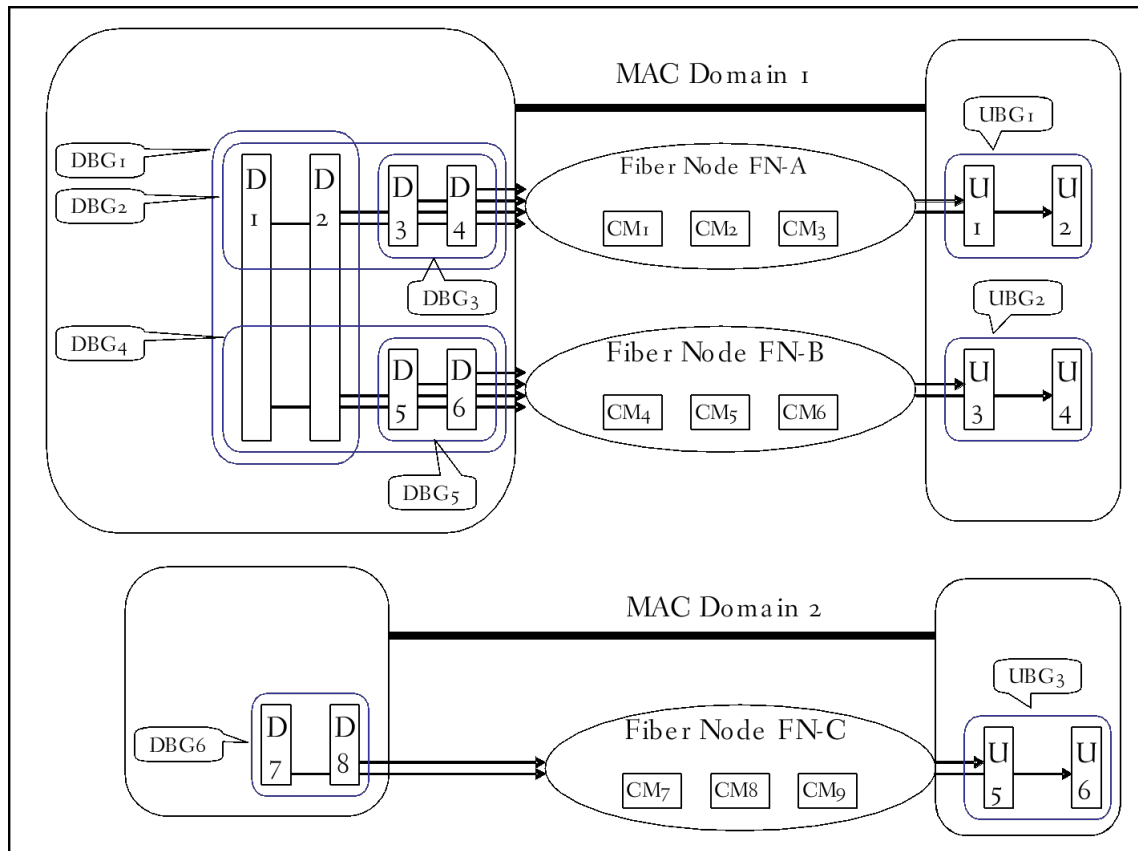 MAC Domain 1
UBG1
DBG1
DBG2
D
1
D
2
D
3
D
4
Fiber Node FN-A
CM1 CM2 CM3
U
1
U
2
DBG3
UBG2
DBG4
D
5
D
6
Fiber Node FN-B
CM4 CM5 CM6
U
3
U
4
DBG5
MAC Domain 2
UBG3
DBG6
D
7
D
8
Fiber Node FN-C
CM7 CM8 CM9
U
5
U
6